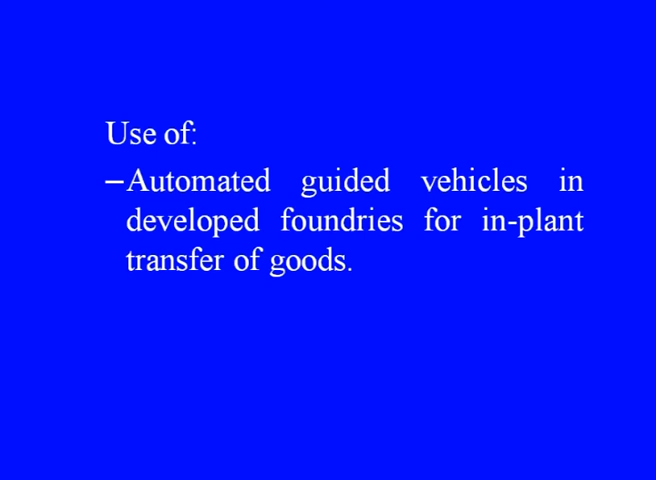 Use of:
–Automated guided vehicles in
developed foundries for in-plant
transfer of goods.